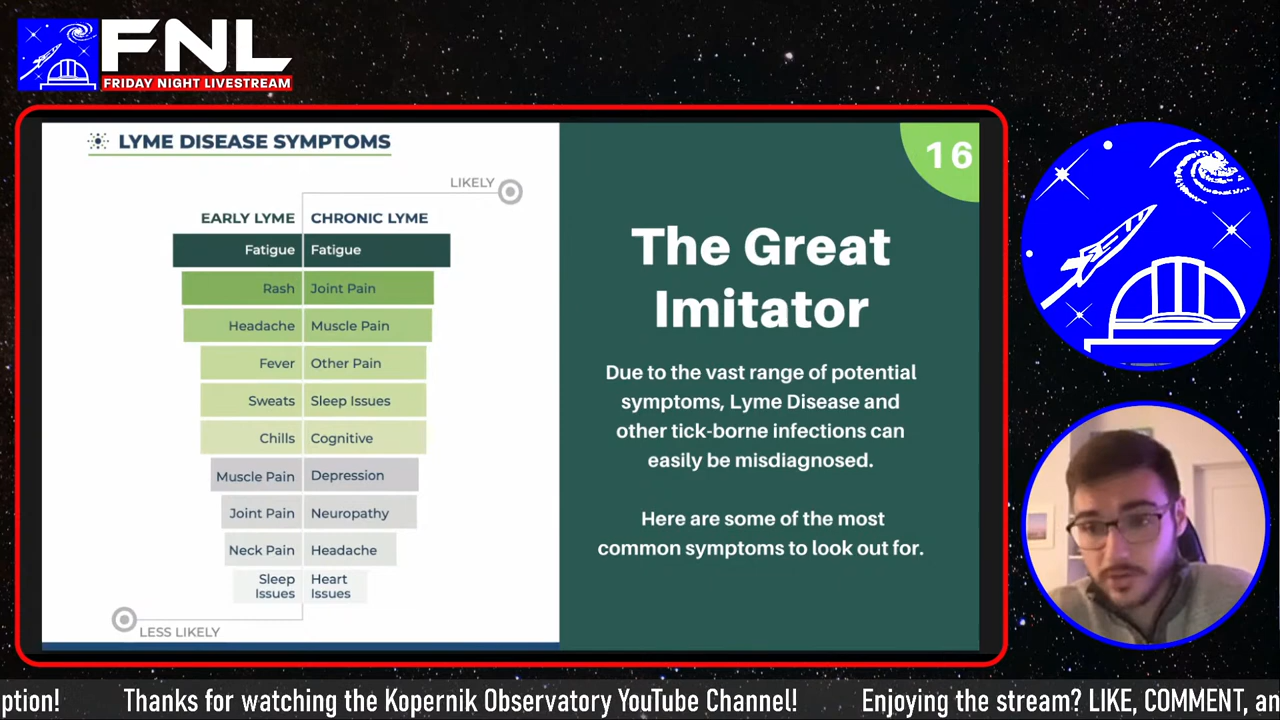 FNL
FRIDAY NIGHT LIVESTREAM
LYME DISEASE SYMPTOMS
LIKELY
EARLY LYME CHRONIC LYME
Fatigue Fatigue
Rash Joint Pain
Headache Muscle Pain
Fever Other Pain
Sweats Sleep Issues
Chills Cognitive
Muscle Pain Depression
Joint Pain Neuropathy
Neck Pain Headache
Sleep Heart
Issues Issues
LESS LIKELY
16
The Great
Imitator
Due to the vast range of potential
symptoms, Lyme Disease and
other tick-borne infections can
easily be misdiagnosed.
Here are some of the most
common symptoms to look out for.
ption! Thanks for watching the Kopernik Observatory YouTube Channel! Enjoying the stream? LIKE, COMMENT, an